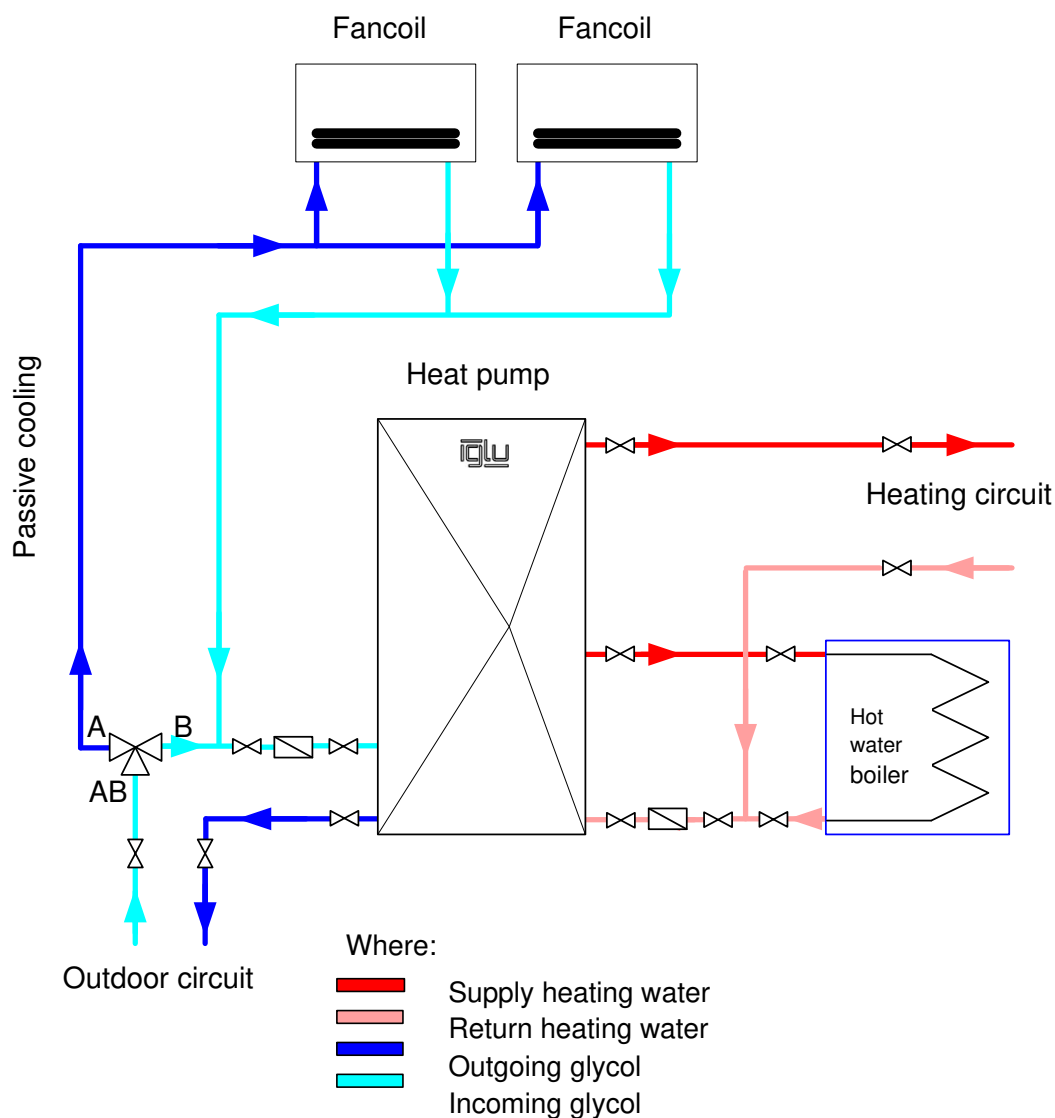 Fancoil
Fancoil
Passive cooling
Heat pump
iglu
Heating circuit
A
B
AB
Hot
water
boiler
Outdoor circuit
Where:
Supply heating water
Return heating water
Outgoing glycol
Incoming glycol